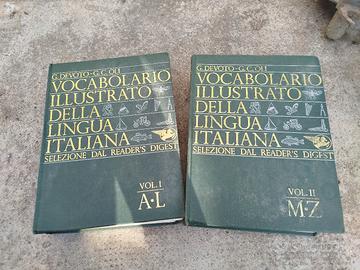 G. DEVOTO - G. C. OLI
VOCABOLARIO
ILLUSTRATO
DELLA
LINGUA
ITALIANA
SELEZIONE DAL READER'S DIGEST
VOL. I
A-L
G. DEVOTO - G. C. OLI
VOCABOLARIO
ILLUSTRATO
DELLA
LINGUA
ITALIANA
SELEZIONE DAL READER'S DIGEST
VOL. II
M-Z